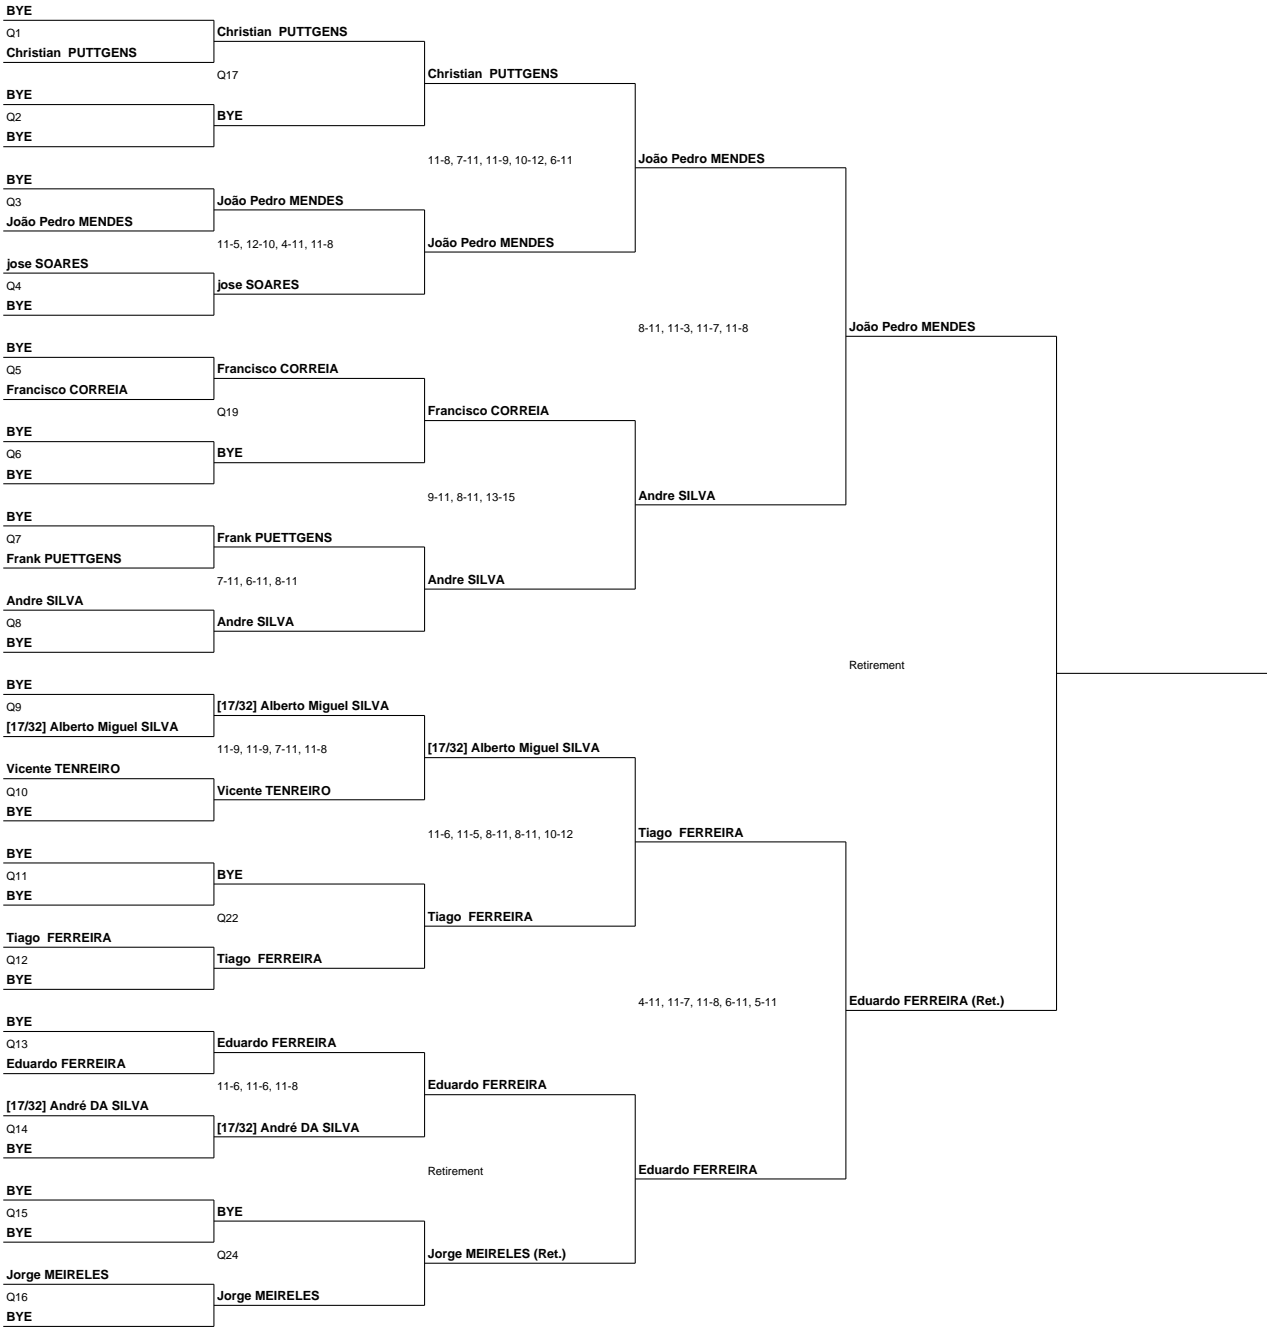 BYE
Q1
Christian PUTTGENS
Christian PUTTGENS
Q17
Christian PUTTGENS
BYE
Q2
BYE
BYE
11-8, 7-11, 11-9, 10-12, 6-11
João Pedro MENDES
BYE
Q3
João Pedro MENDES
João Pedro MENDES
11-5, 12-10, 4-11, 11-8
João Pedro MENDES
jose SOARES
Q4
BYE
jose SOARES
8-11, 11-3, 11-7, 11-8
João Pedro MENDES
BYE
Q5
Francisco CORREIA
Francisco CORREIA
Q19
Francisco CORREIA
BYE
Q6
BYE
BYE
9-11, 8-11, 13-15
Andre SILVA
BYE
Q7
Frank PUETTGENS
Frank PUETTGENS
7-11, 6-11, 8-11
Andre SILVA
Andre SILVA
Q8
BYE
Andre SILVA
Retirement
BYE
Q9
[17/32] Alberto Miguel SILVA
[17/32] Alberto Miguel SILVA
11-9, 11-9, 7-11, 11-8
[17/32] Alberto Miguel SILVA
Vicente TENREIRO
Q10
BYE
Vicente TENREIRO
11-6, 11-5, 8-11, 8-11, 10-12
Tiago FERREIRA
BYE
Q11
BYE
BYE
Q22
Tiago FERREIRA
Tiago FERREIRA
Q12
BYE
Tiago FERREIRA
4-11, 11-7, 11-8, 6-11, 5-11
Eduardo FERREIRA (Ret.)
BYE
Q13
Eduardo FERREIRA
Eduardo FERREIRA
11-6, 11-6, 11-8
Eduardo FERREIRA
[17/32] André DA SILVA
Q14
BYE
[17/32] André DA SILVA
Retirement
Eduardo FERREIRA
BYE
Q15
BYE
BYE
Q24
Jorge MEIRELES (Ret.)
Jorge MEIRELES
Q16
BYE
Jorge MEIRELES